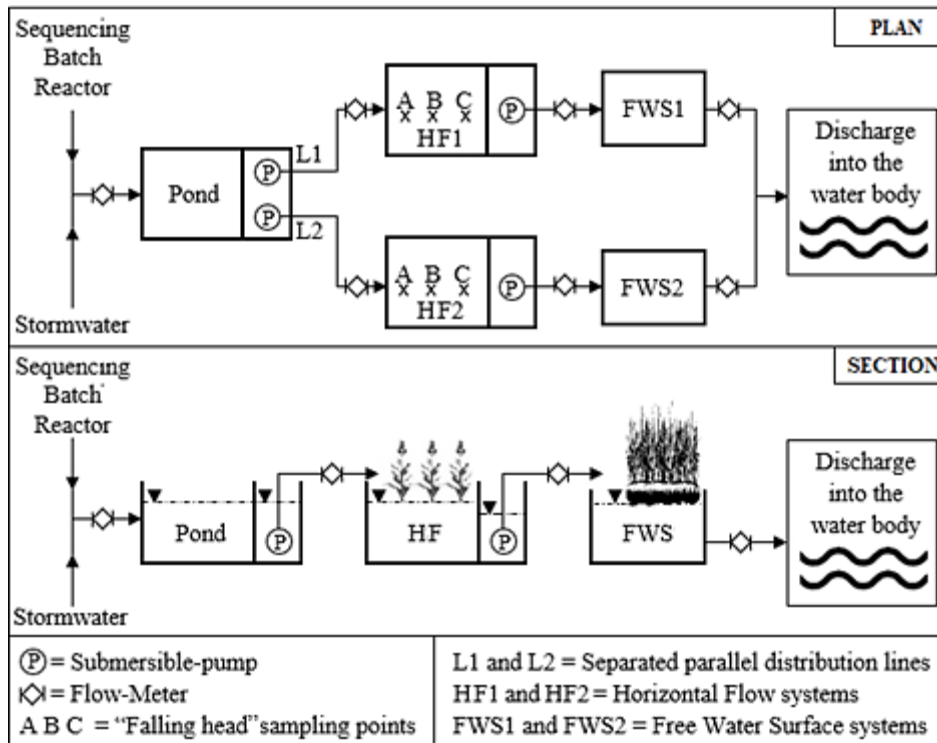 PLAN
Sequencing
Batch
Reactor
Stormwater
Pond
P
P
L1
L2
A B C
HF1
P
FWS1
A B C
HF2
P
FWS2
Discharge
into the
water body
SECTION
Sequencing
Batch
Reactor
Stormwater
Pond
P
HF
P
FWS
Discharge
into the
water body
P = Submersible-pump
= Flow-Meter
A B C = “Falling head” sampling points
L1 and L2 = Separated parallel distribution lines
HF1 and HF2 = Horizontal Flow systems
FWS1 and FWS2 = Free Water Surface systems